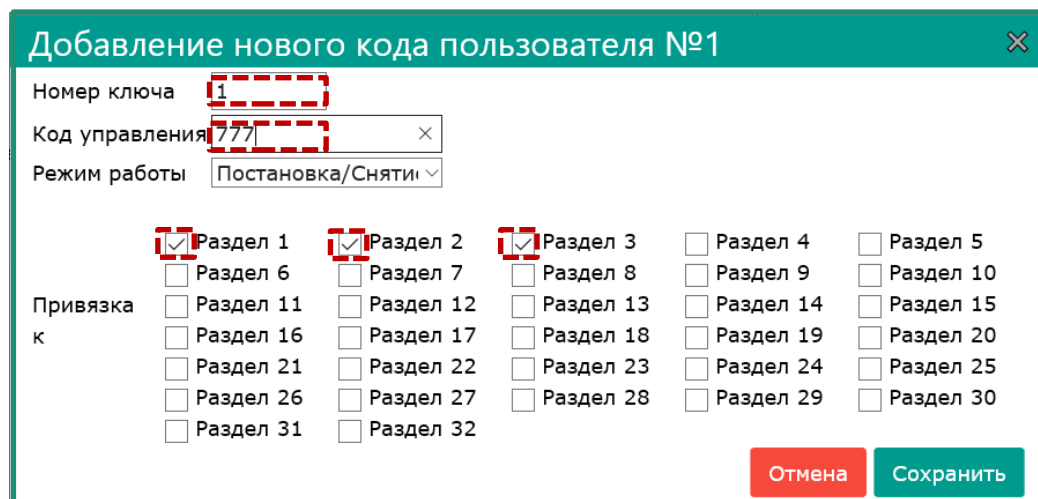 Добавление нового кода пользователя №1
Номер ключа 1
Код управления 777
Режим работы Постановка/Сняти
Раздел 1 Раздел 2 Раздел 3 Раздел 4 Раздел 5
Раздел 6 Раздел 7 Раздел 8 Раздел 9 Раздел 10
Привязка Раздел 11 Раздел 12 Раздел 13 Раздел 14 Раздел 15
к Раздел 16 Раздел 17 Раздел 18 Раздел 19 Раздел 20
Раздел 21 Раздел 22 Раздел 23 Раздел 24 Раздел 25
Раздел 26 Раздел 27 Раздел 28 Раздел 29 Раздел 30
Раздел 31 Раздел 32
Отмена Сохранить